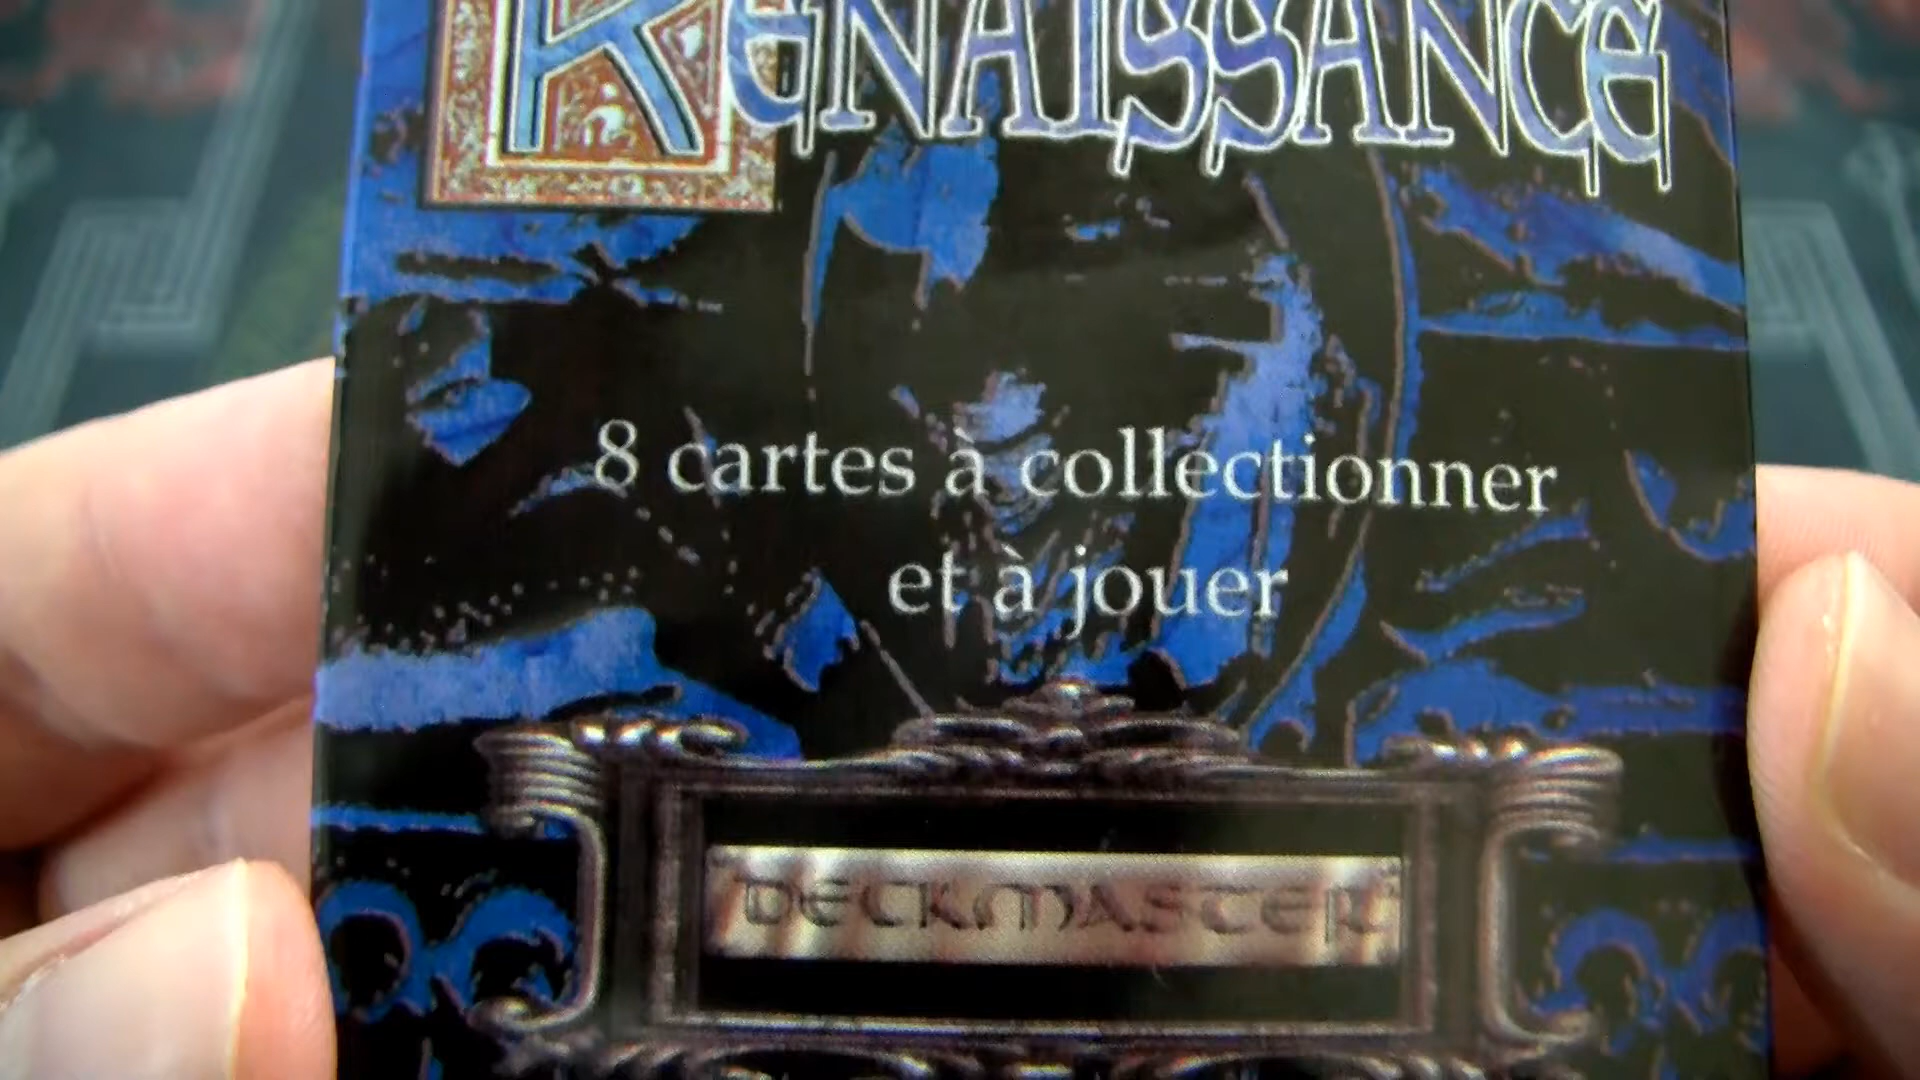 RENAISSANCE
8 cartes à collectionner
et à jouer
DECKMASTER